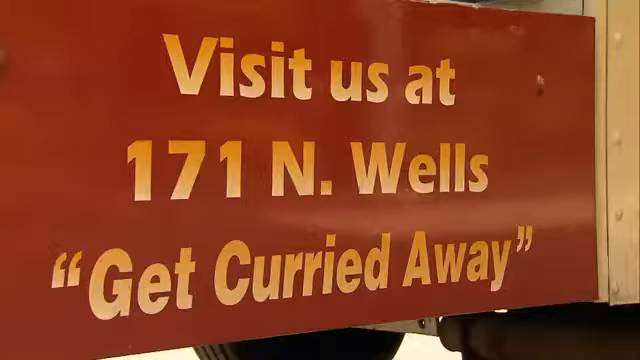 Visit us at
171 N. Wells
“Get Curried Away”